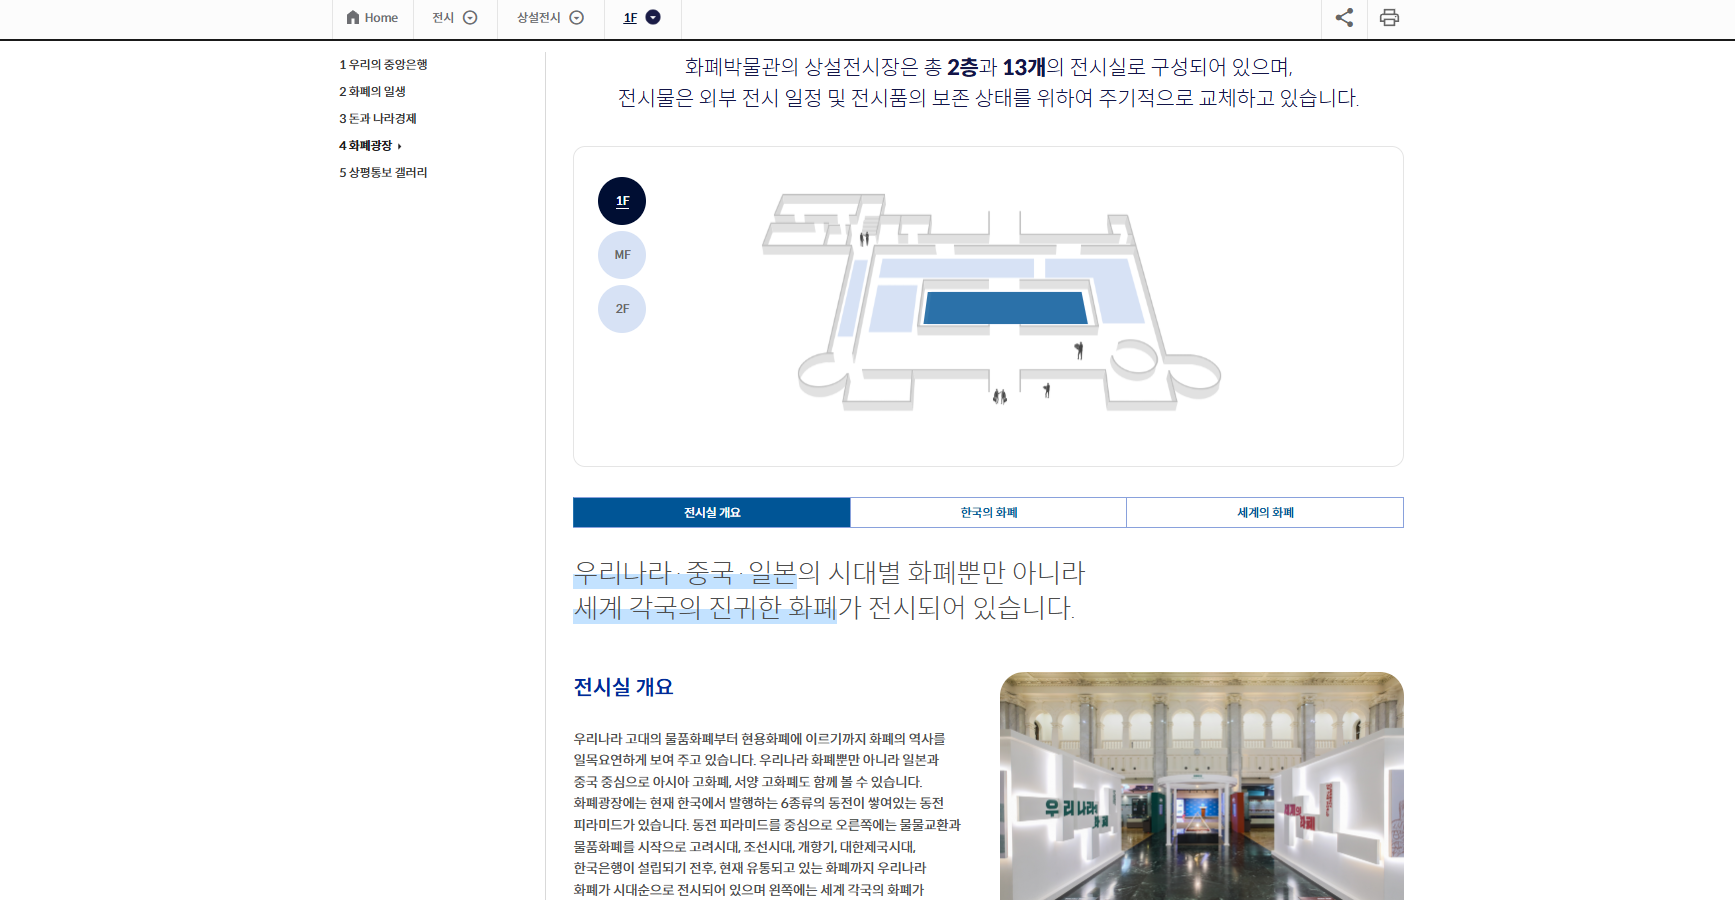 Home 전시 상설전시 1F
1 우리의 중앙은행
2 화폐의 일생
3 돈과 나라경제
4 화폐광장
5 상평통보 갤러리
화폐박물관의 상설전시장은 총 2층과 13개의 전시실로 구성되어 있으며,
전시물은 외부 전시 일정 및 전시품의 보존 상태를 위하여 주기적으로 교체하고 있습니다.
1F
MF
2F
전시실 개요 한국의 화폐 세계의 화폐
우리나라 · 중국 · 일본의 시대별 화폐뿐만 아니라
세계 각국의 진귀한 화폐가 전시되어 있습니다.
전시실 개요
우리나라 고대의 물품화폐부터 현용화폐에 이르기까지 화폐의 역사를
일목요연하게 보여 주고 있습니다. 우리나라 화폐뿐만 아니라 일본과
중국 중심으로 아시아 고화폐, 서양 고화폐도 함께 볼 수 있습니다.
화폐광장에는 현재 한국에서 발행하는 6종류의 동전이 쌓여있는 동전
피라미드가 있습니다. 동전 피라미드를 중심으로 오른쪽에는 물물교환과
물품화폐를 시작으로 고려시대, 조선시대, 개항기, 대한제국시대,
한국은행이 설립되기 전후, 현재 유통되고 있는 화폐까지 우리나라
화폐가 시대순으로 전시되어 있으며 왼쪽에는 세계 각국의 화폐가
우리나라의
화폐
세계의
화폐